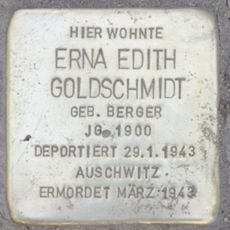 HIER WOHNTE
ERNA EDITH
GOLDSCHMIDT
GEB. BERGER
JG. 1900
DEPORTIERT 29.1.1943
AUSCHWITZ
ERMORDET MÄRZ 1943